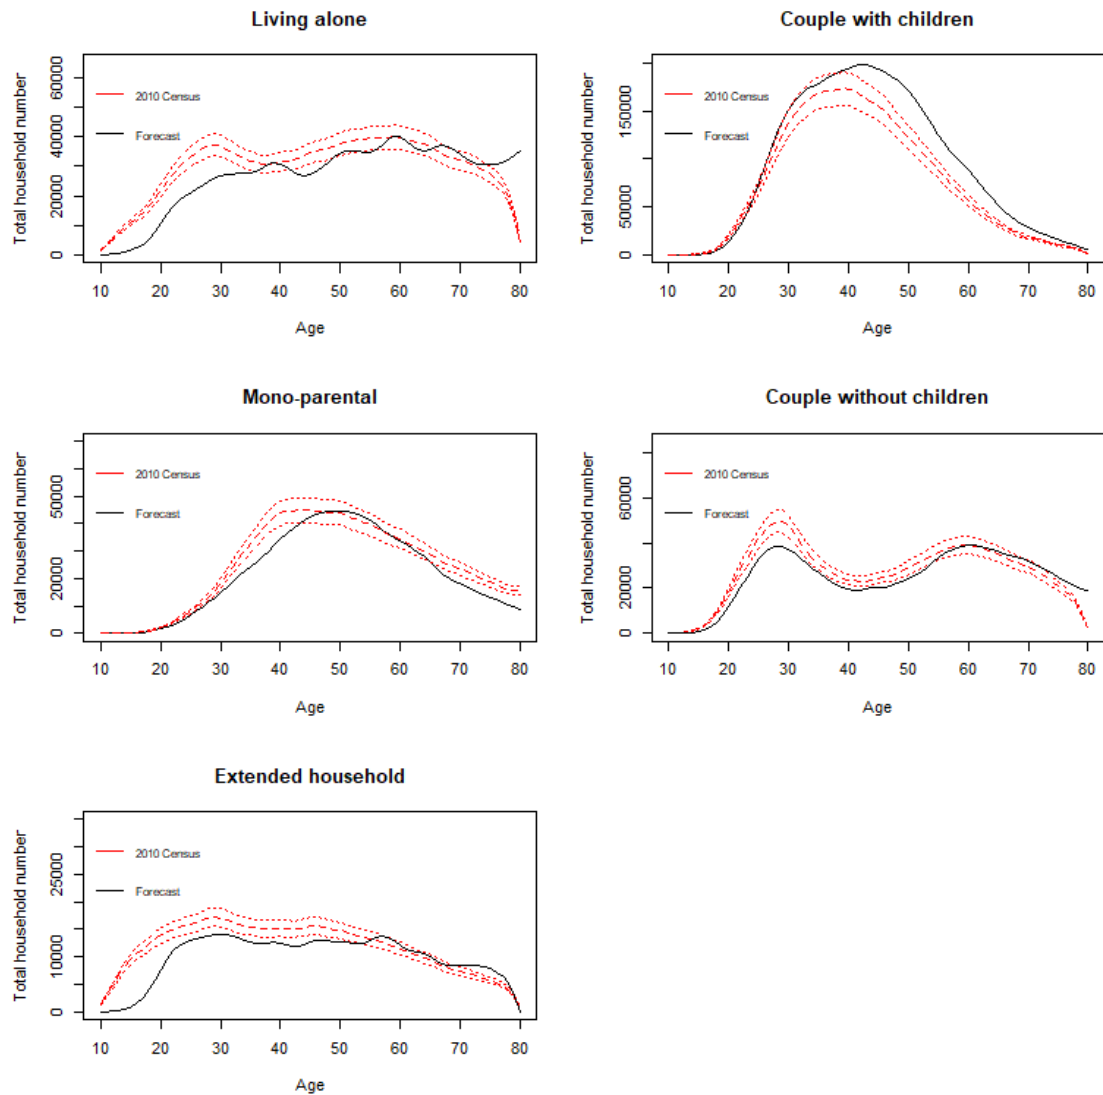 Living alone
Total household number
60000
40000
20000
0
2010 Census
Forecast
10 20 30 40 50 60 70 80
Age
Couple with children
Total household number
150000
50000
0
2010 Census
Forecast
10 20 30 40 50 60 70 80
Age
Mono-parental
Total household number
50000
20000
0
2010 Census
Forecast
10 20 30 40 50 60 70 80
Age
Couple without children
Total household number
60000
20000
0
2010 Census
Forecast
10 20 30 40 50 60 70 80
Age
Extended household
Total household number
25000
10000
0
2010 Census
Forecast
10 20 30 40 50 60 70 80
Age